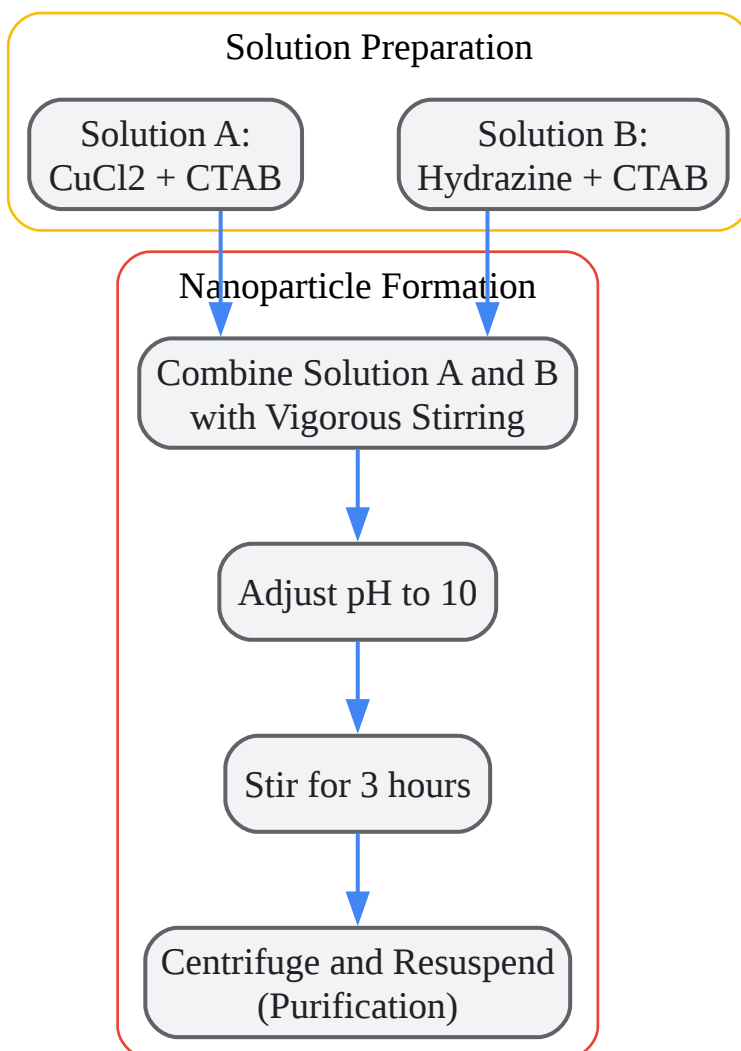 Solution Preparation
Solution A:
CuCl2 + CTAB
Solution B:
Hydrazine + CTAB
Nanoparticle Formation
Combine Solution A and B
with Vigorous Stirring
Adjust pH to 10
Stir for 3 hours
Centrifuge and Resuspend
(Purification)